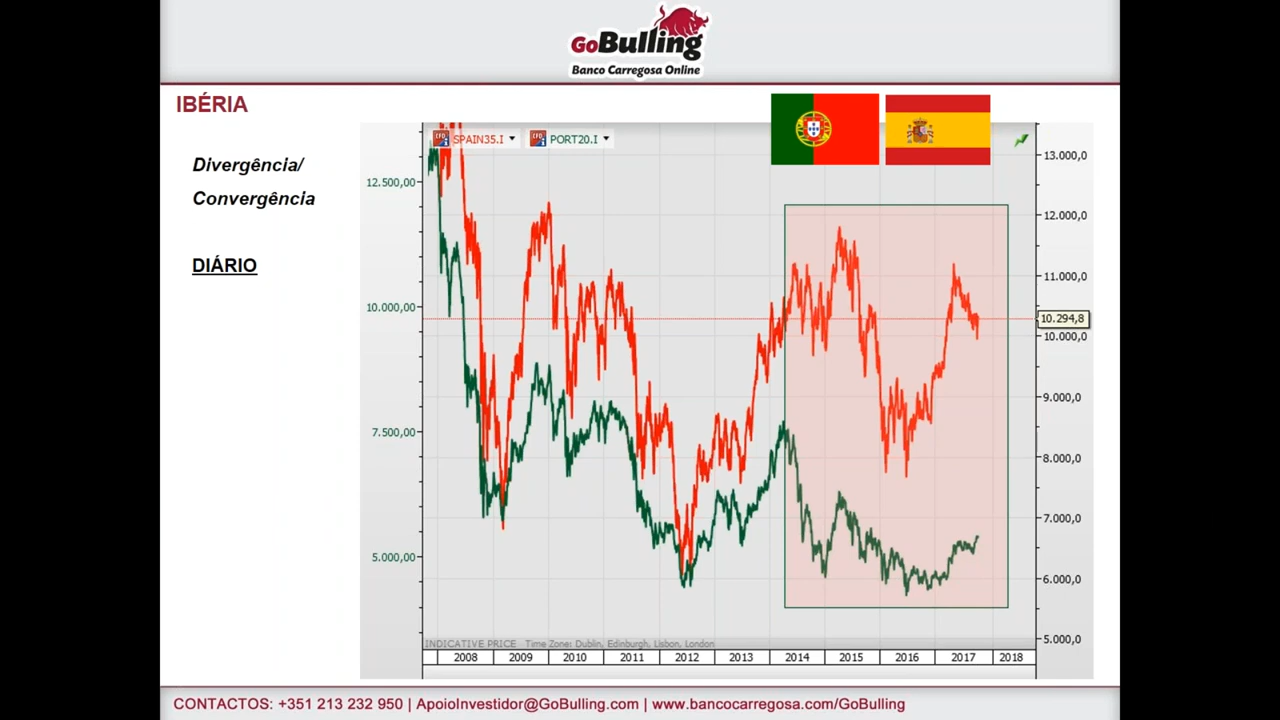 GoBulling
Banco Carregosa Online
IBÉRIA
Divergência/
Convergência
DIÁRIO
SPAIN35.I PORT20.I
12.500,00
10.000,00
7.500,00
5.000,00
13.000,0
12.000,0
11.000,0
10.294,8
10.000,0
9.000,0
8.000,0
7.000,0
6.000,0
5.000,0
INDICATIVE PRICE Time Zone: Dublin, Edinburgh, Lisbon, London
2008 2009 2010 2011 2012 2013 2014 2015 2016 2017 2018
CONTACTOS: +351 213 232 950 | ApoioInvestidor@GoBulling.com | www.bancocarregosa.com/GoBulling